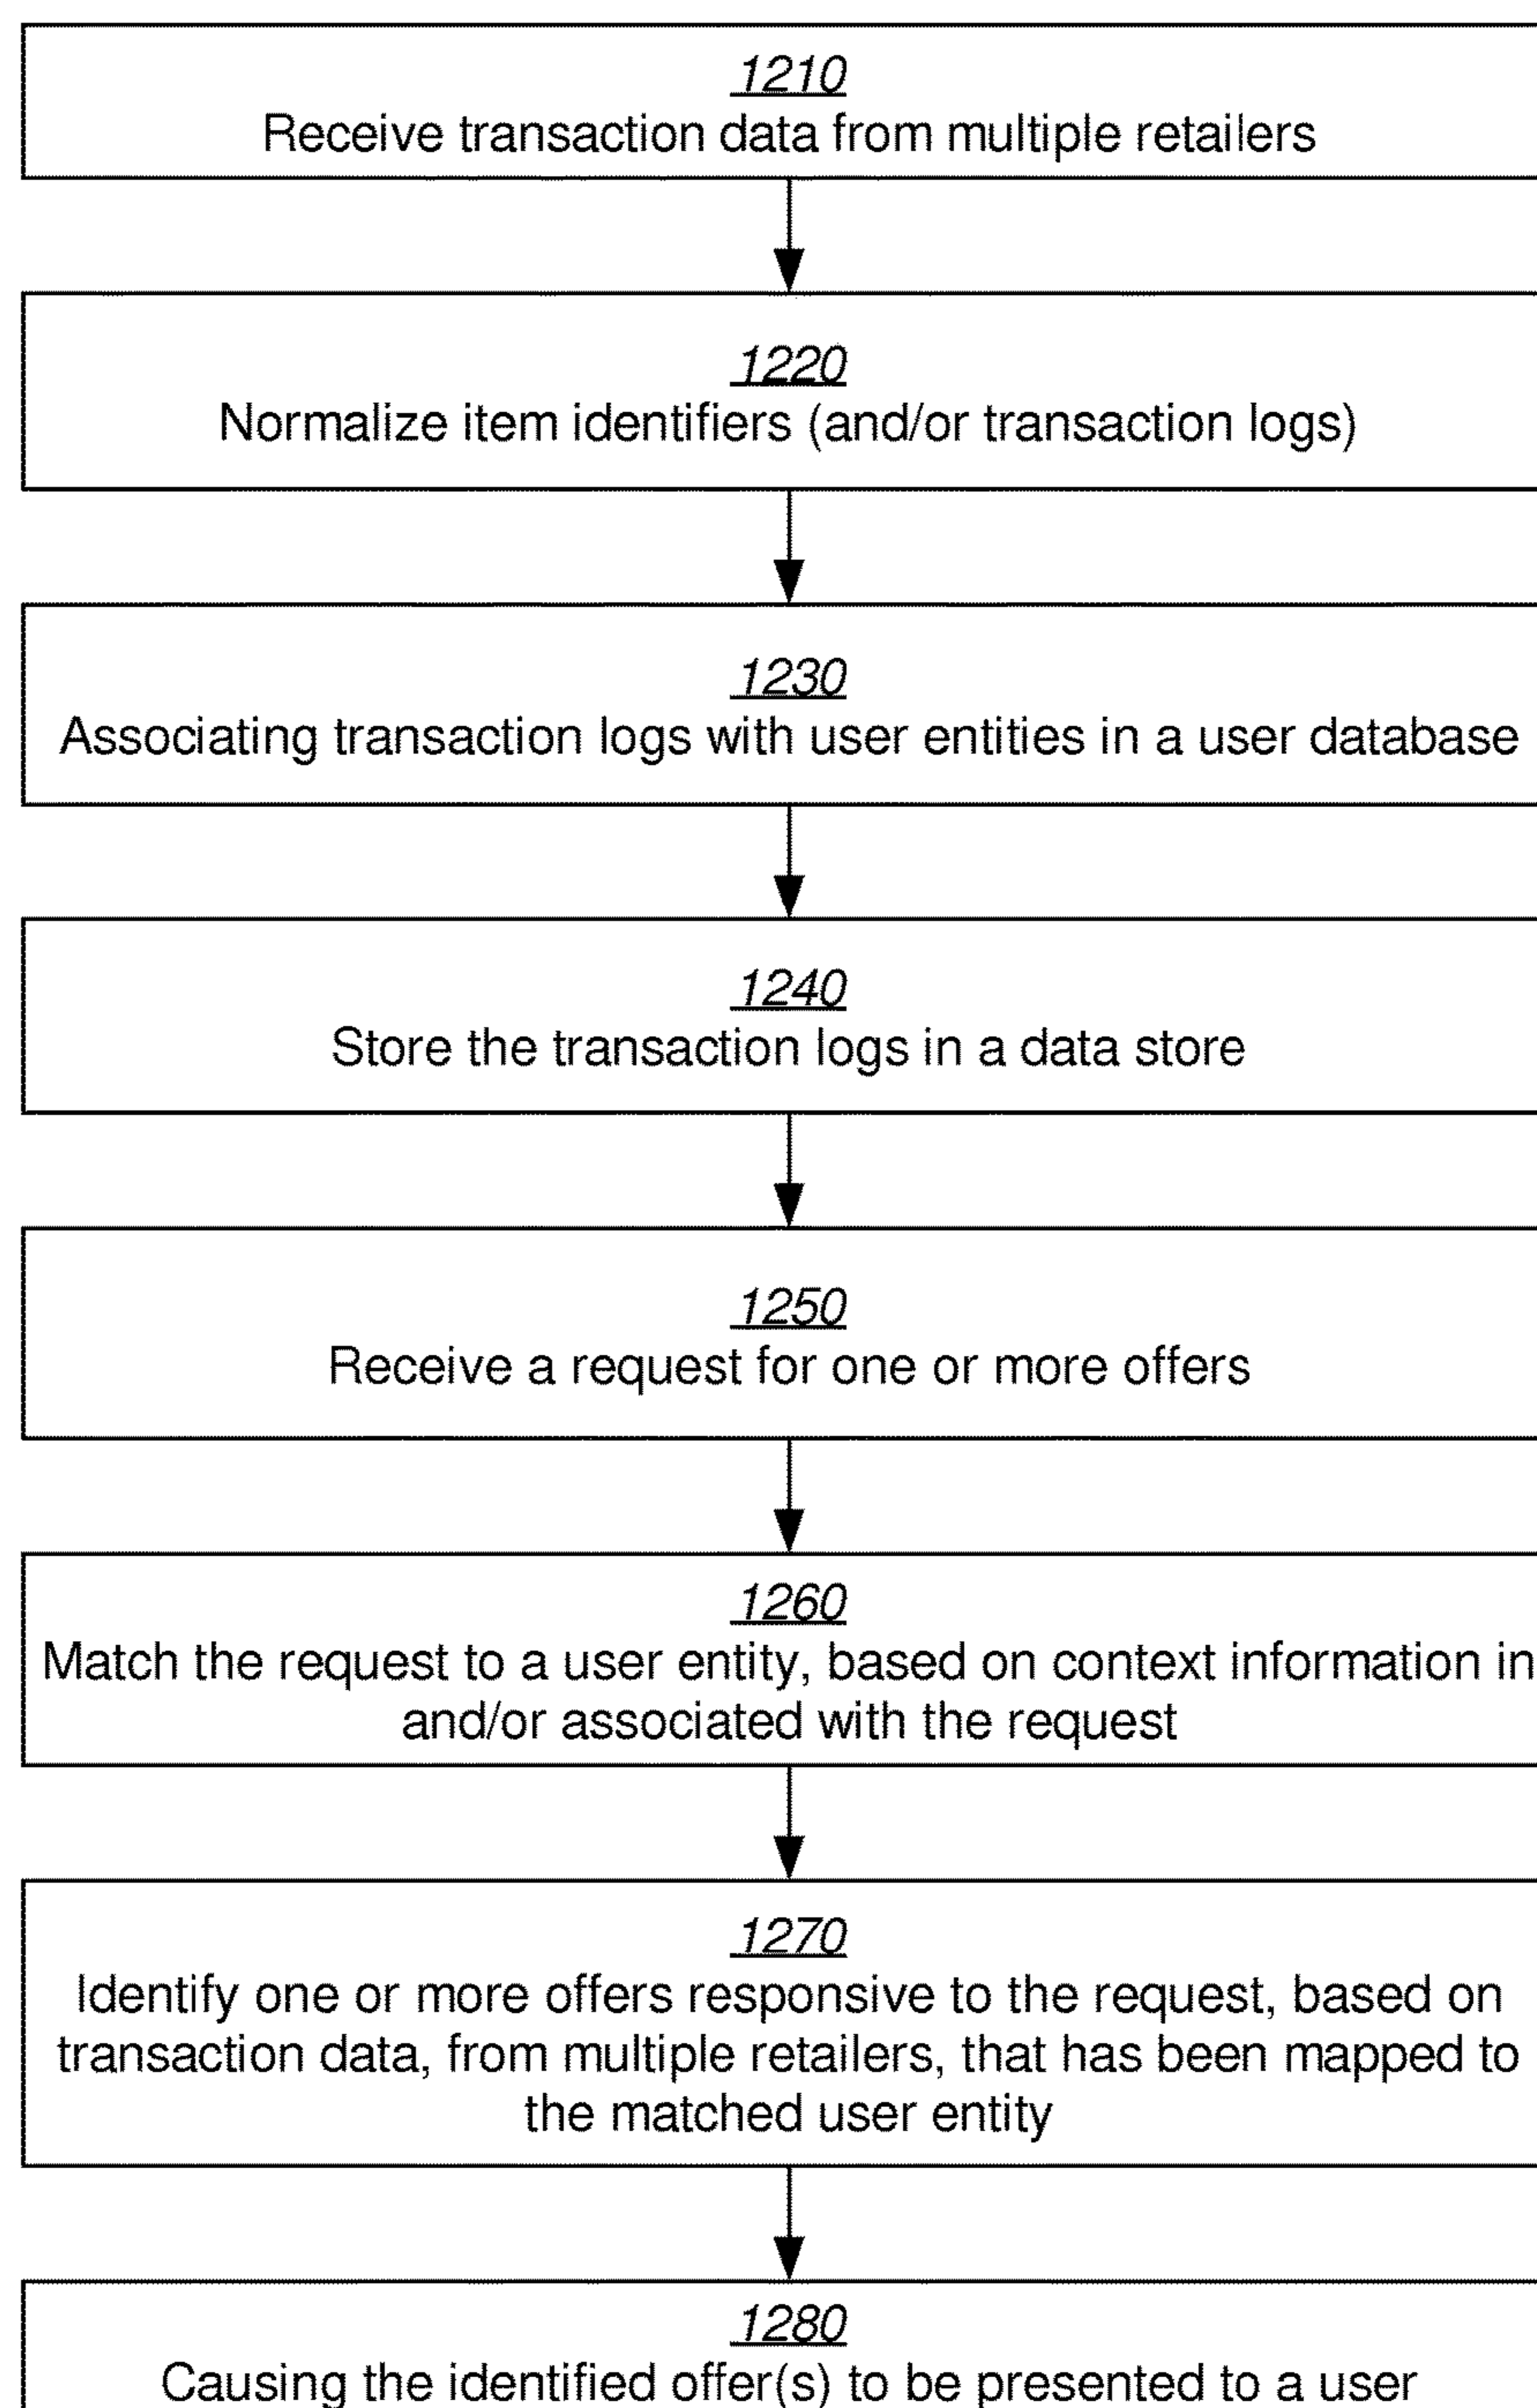 1210
Receive transaction data from multiple retailers
1220
Normalize item identifiers (and/or transaction logs)
1230
Associating transaction logs with user entities in a user database
1240
Store the transaction logs in a data store
1250
Receive a request for one or more offers
1260
Match the request to a user entity, based on context information in
and/or associated with the request
1270
Identify one or more offers responsive to the request, based on
transaction data, from multiple retailers, that has been mapped to
the matched user entity
1280
Causing the identified offer(s) to be presented to a user